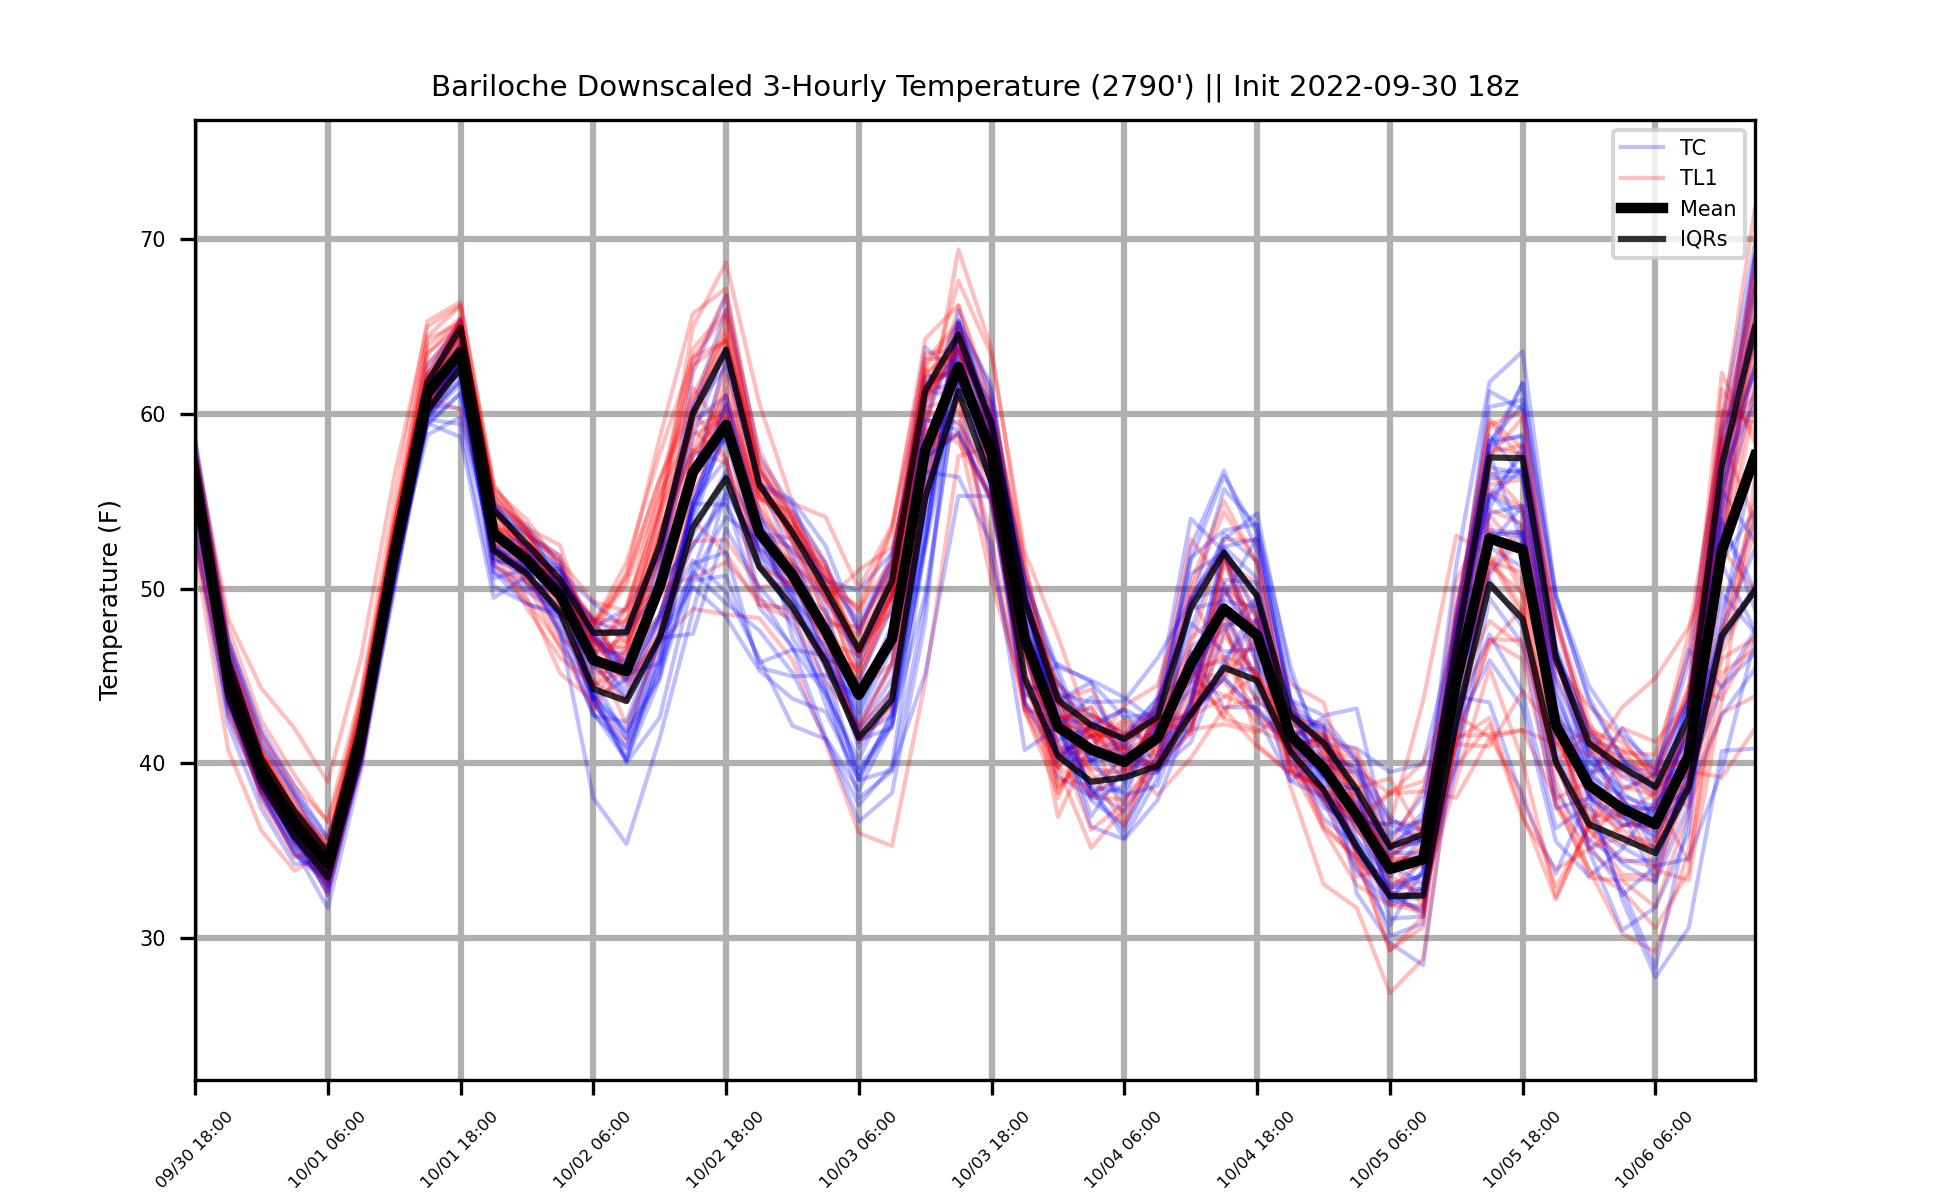 Bariloche Downscaled 3-Hourly Temperature (2790') || Init 2022-09-30 18z
TC
TL1
Mean
IQRs
Temperature (F)
70
60
50
40
30
09/30 18:00
10/01 06:00
10/01 18:00
10/02 06:00
10/02 18:00
10/03 06:00
10/03 18:00
10/04 06:00
10/04 18:00
10/05 06:00
10/05 18:00
10/06 06:00